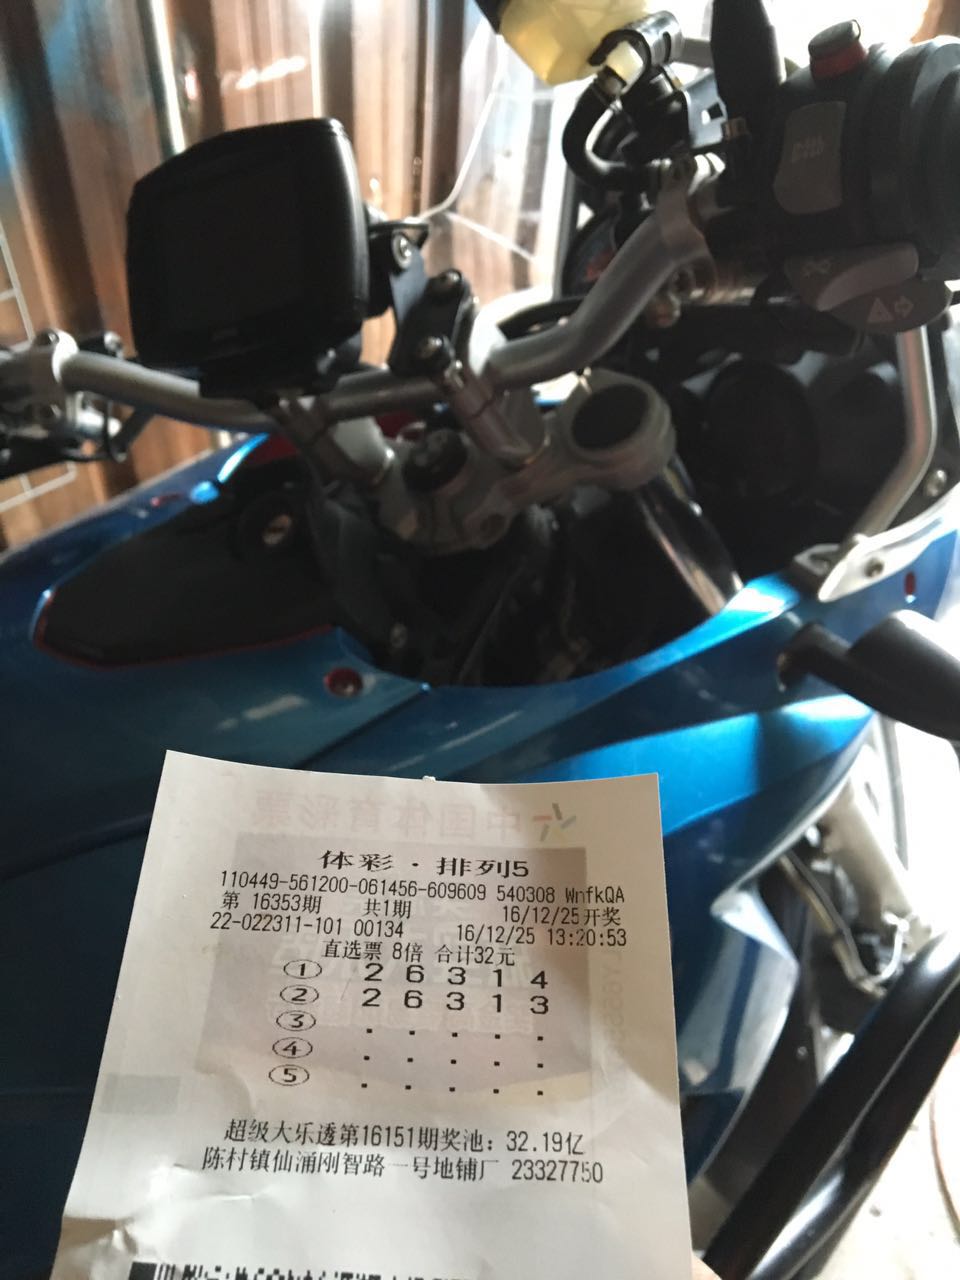 中国体育彩票
体彩·排列5
110449-561200-061456-609609 540308 WnfkQA
第 16353期 共1期 16/12/25开奖
22-022311-101 00134 16/12/25 13:20:53
直选票 8倍 合计32元
① 2 6 3 1 4
② 2 6 3 1 3
③ . . . . .
④ . . . . .
⑤ . . . . .
超级大乐透第16151期奖池：32.19亿
陈村镇仙涌刚智路一号地铺厂 23327750